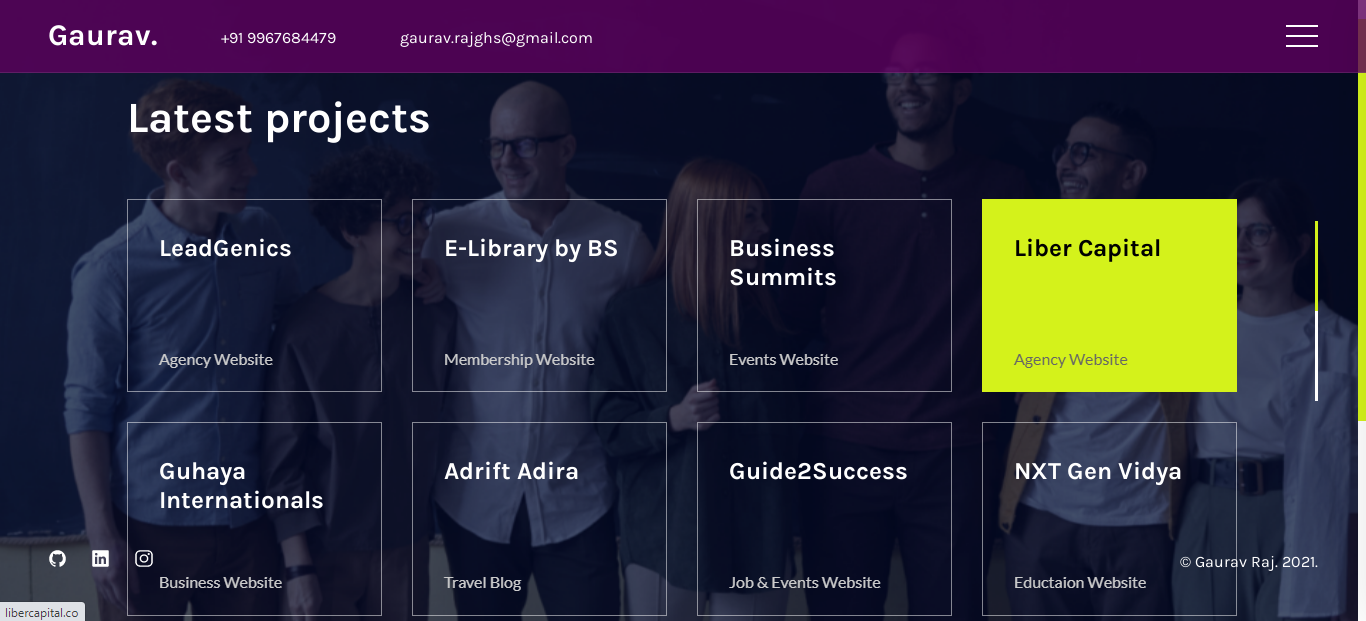 Gaurav.
+91 9967684479
gaurav.rajghs@gmail.com
Latest projects
LeadGenics
Agency Website
E-Library by BS
Membership Website
Business
Summits
Events Website
Liber Capital
Agency Website
Guhaya
Internationals
Business Website
Adrift Adira
Travel Blog
Guide2Success
Job & Events Website
NXT Gen Vidya
Eductaion Website
© Gaurav Raj. 2021.
libercapital.co